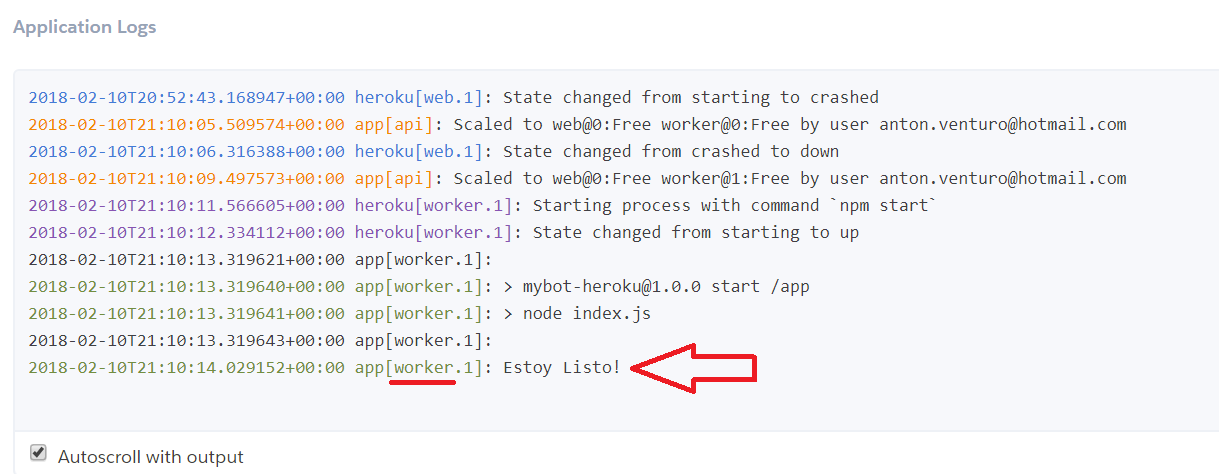 Application Logs
2018-02-10T20:52:43.168947+00:00 heroku[web.1]: State changed from starting to crashed
2018-02-10T21:10:05.509574+00:00 app[api]: Scaled to web@0:Free worker@0:Free by user anton.venturo@hotmail.com
2018-02-10T21:10:06.316388+00:00 heroku[web.1]: State changed from crashed to down
2018-02-10T21:10:09.497573+00:00 app[api]: Scaled to web@0:Free worker@1:Free by user anton.venturo@hotmail.com
2018-02-10T21:10:11.566605+00:00 heroku[worker.1]: Starting process with command `npm start`
2018-02-10T21:10:12.334112+00:00 heroku[worker.1]: State changed from starting to up
2018-02-10T21:10:13.319621+00:00 app[worker.1]:
2018-02-10T21:10:13.319640+00:00 app[worker.1]: > mybot-heroku@1.0.0 start /app
2018-02-10T21:10:13.319641+00:00 app[worker.1]: > node index.js
2018-02-10T21:10:13.319643+00:00 app[worker.1]:
2018-02-10T21:10:14.029152+00:00 app[worker.1]: Estoy Listo!
Autoscroll with output